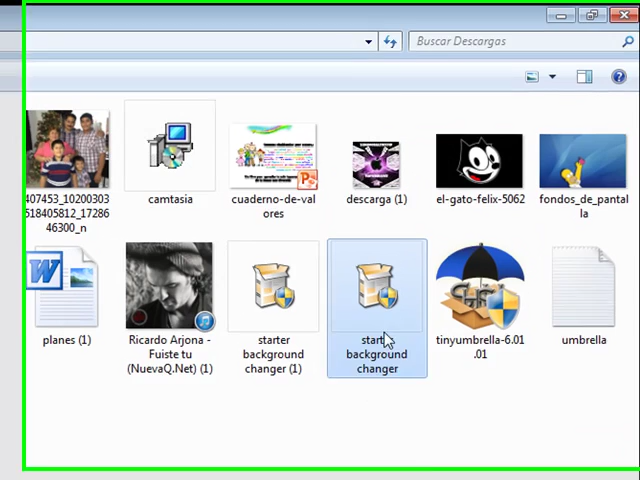 Buscar Descargas
407453_10200303
518405812_17286
46300_n
camtasia
cuaderno-de-val
ores
descarga (1)
el-gato-felix-5062
fondos_de_pantal
la
planes (1)
Ricardo Arjona -
Fuiste tu
(NuevaQ.Net) (1)
starter
background
changer (1)
starter
background
changer
tinyumbrella-6.01
.01
umbrella